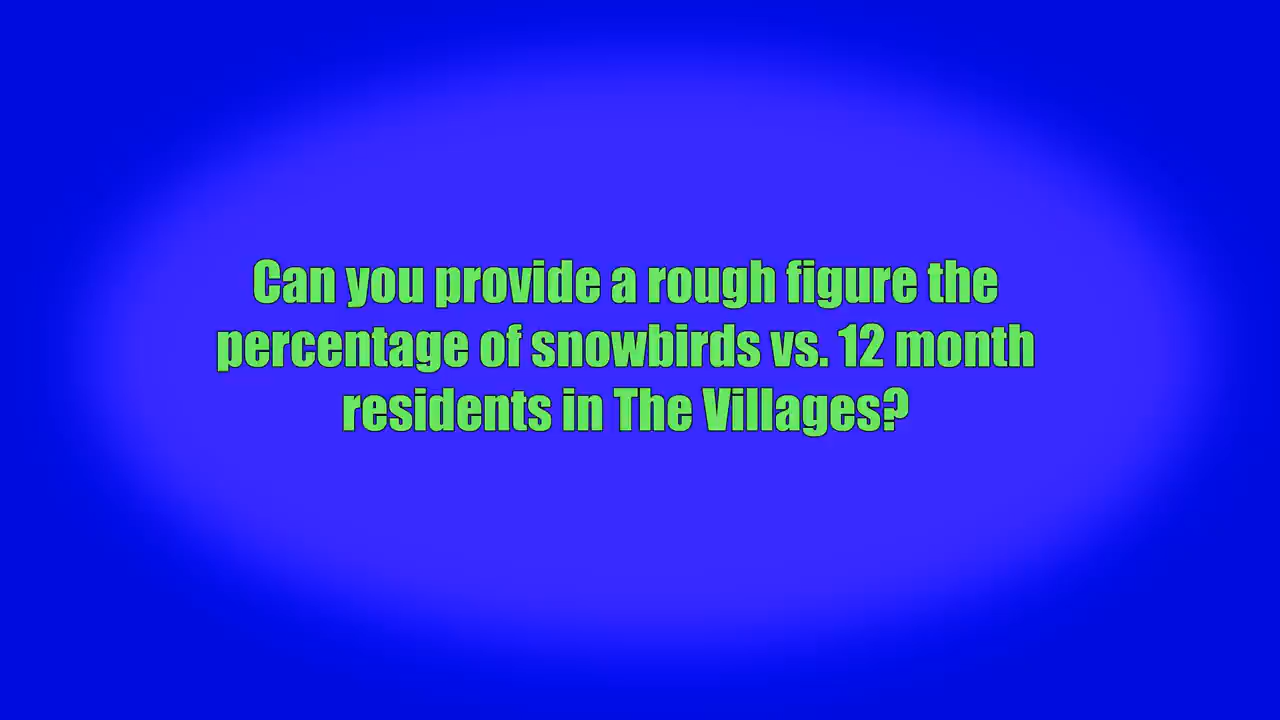 Can you provide a rough figure the
percentage of snowbirds vs. 12 month
residents in The Villages?